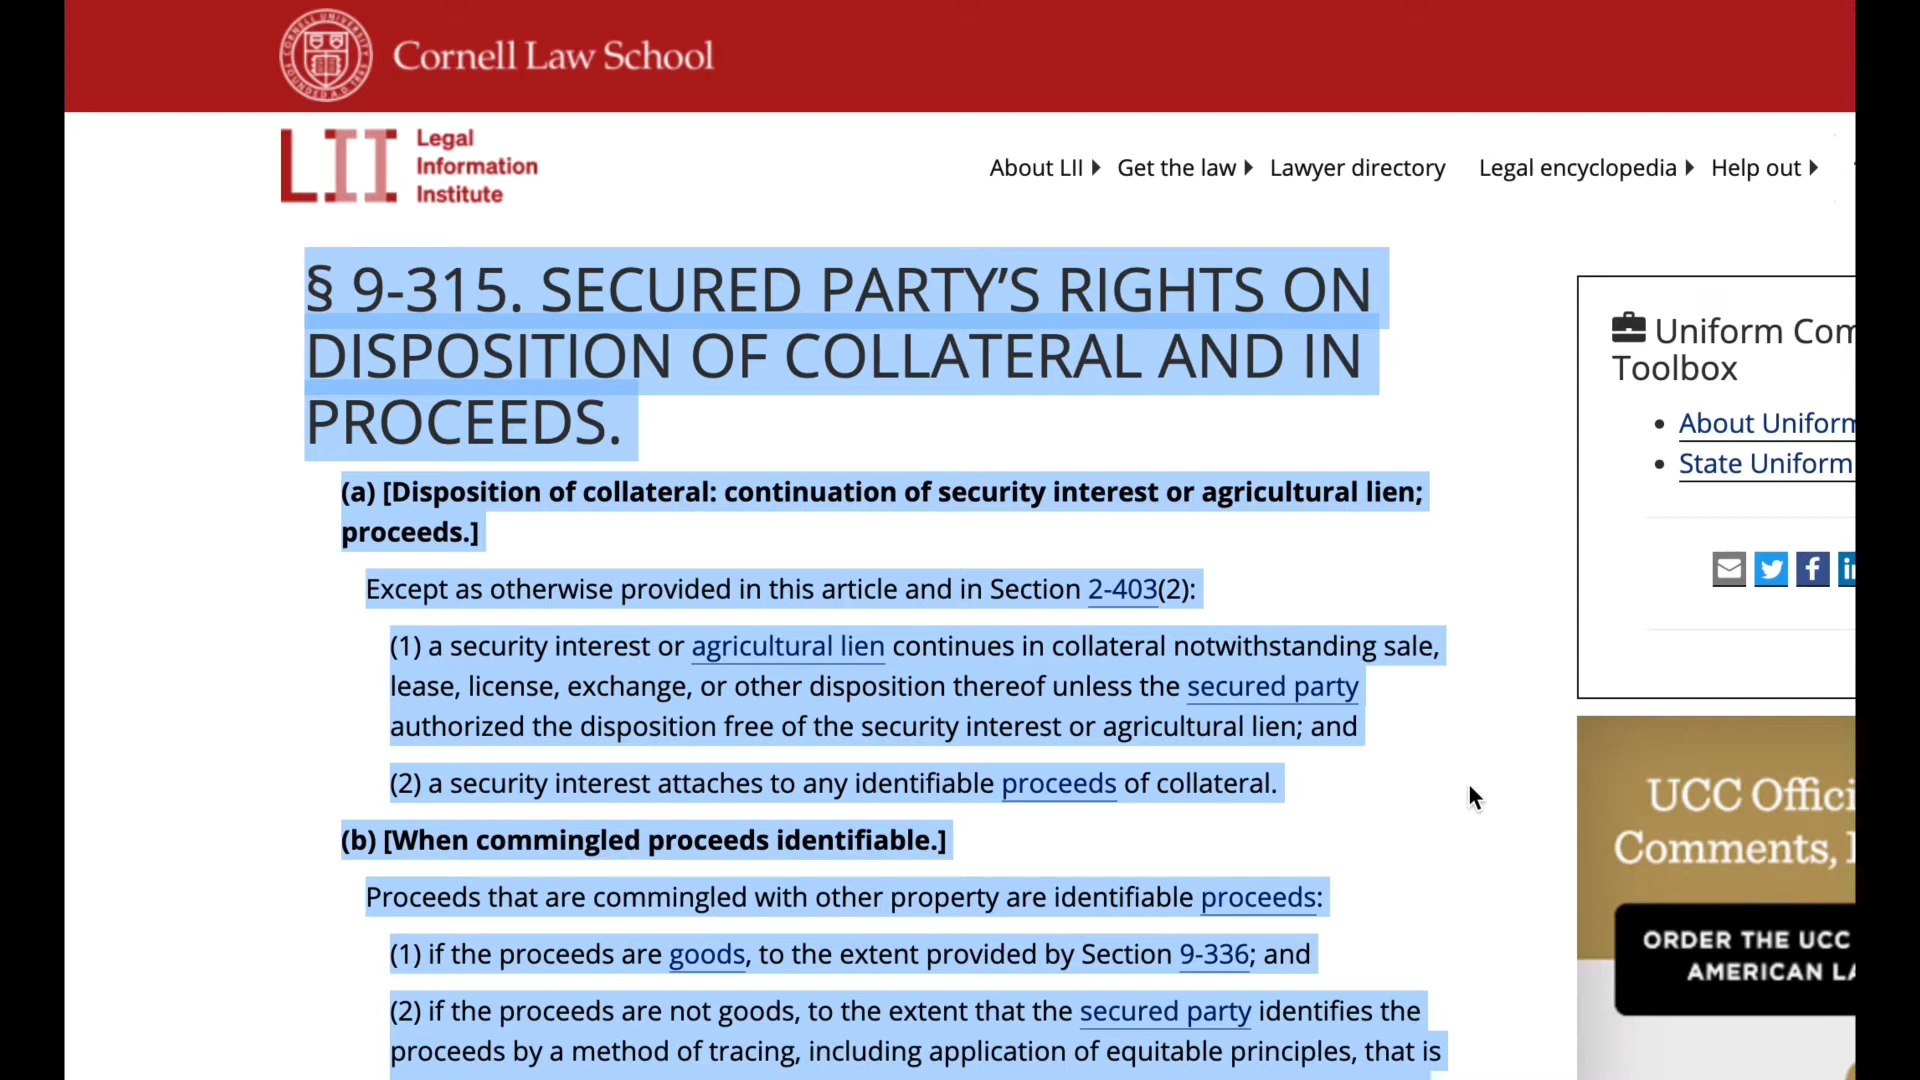 Cornell Law School
LII
Legal
Information
Institute
About LII
Get the law
Lawyer directory
Legal encyclopedia
Help out
§ 9-315. SECURED PARTY’S RIGHTS ON
DISPOSITION OF COLLATERAL AND IN
PROCEEDS.
(a) [Disposition of collateral: continuation of security interest or agricultural lien;
proceeds.]
Except as otherwise provided in this article and in Section 2-403(2):
(1) a security interest or agricultural lien continues in collateral notwithstanding sale,
lease, license, exchange, or other disposition thereof unless the secured party
authorized the disposition free of the security interest or agricultural lien; and
(2) a security interest attaches to any identifiable proceeds of collateral.
(b) [When commingled proceeds identifiable.]
Proceeds that are commingled with other property are identifiable proceeds:
(1) if the proceeds are goods, to the extent provided by Section 9-336; and
(2) if the proceeds are not goods, to the extent that the secured party identifies the
proceeds by a method of tracing, including application of equitable principles, that is
Uniform Com
Toolbox
About Uniform
State Uniform
UCC Offici
Comments,
ORDER THE UCC
AMERICAN LA